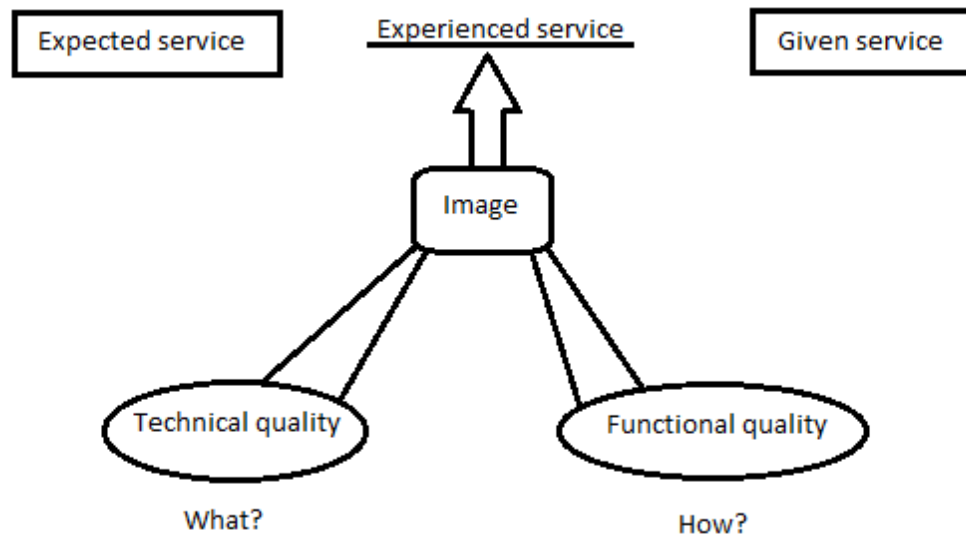 Expected service
Experienced service
Given service
Image
Technical quality
Functional quality
What?
How?